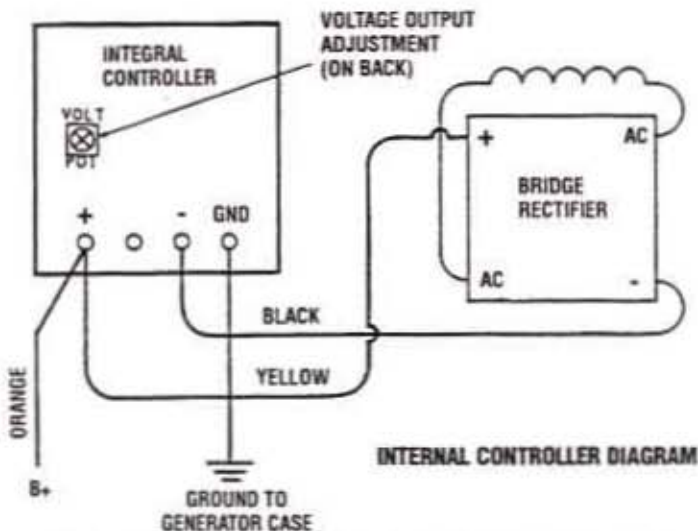 VOLTAGE OUTPUT
ADJUSTMENT
(ON BACK)
INTEGRAL
CONTROLLER
VOLT
POT
+
-
GND
+
AC
BRIDGE
RECTIFIER
AC
-
BLACK
YELLOW
ORANGE
B+
GROUND TO
GENERATOR CASE
INTERNAL CONTROLLER DIAGRAM